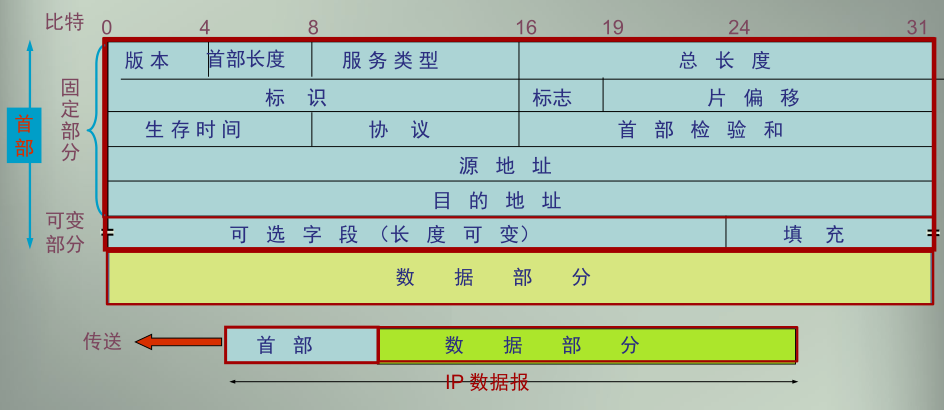 比特 0 4 8 16 19 24 31
版本 首部长度 服务类型 总长度
标识 标志 片偏移
生存时间 协议 首部检验和
源地址
目的地址
可选字段（长度可变） 填充
数据部分
首部
固定部分
可变部分
传送 首部 数据部分
IP 数据报